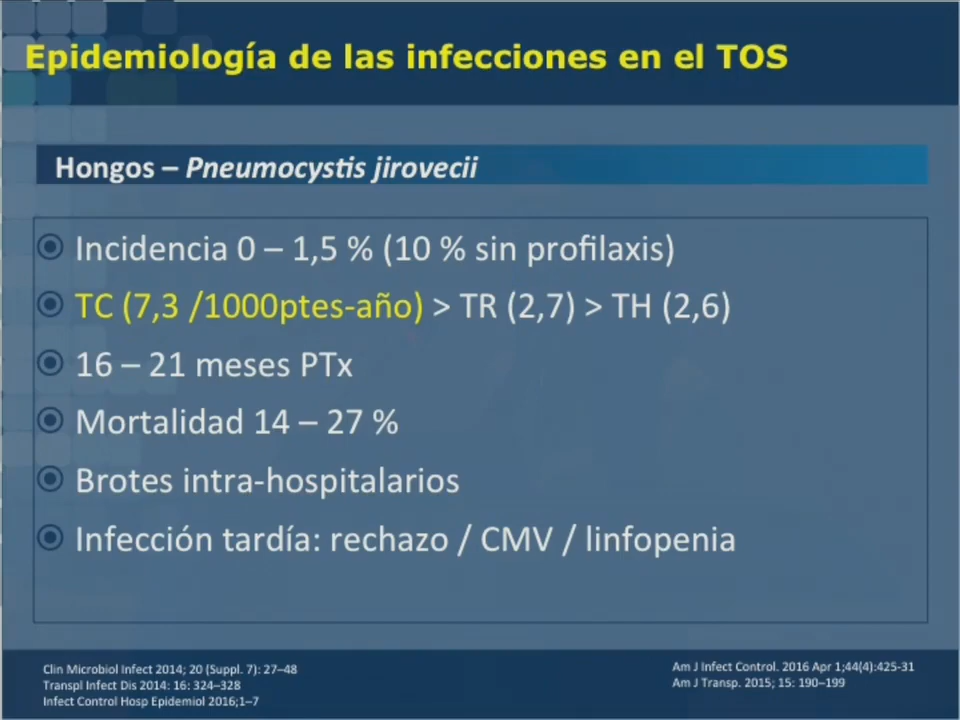 Epidemiología de las infecciones en el TOS
Hongos – Pneumocystis jirovecii
Incidencia 0 – 1,5 % (10 % sin profilaxis)
TC (7,3 /1000ptes-año) > TR (2,7) > TH (2,6)
16 – 21 meses PTx
Mortalidad 14 – 27 %
Brotes intra-hospitalarios
Infección tardía: rechazo / CMV / linfopenia
Clin Microbiol Infect 2014; 20 (Suppl. 7): 27–48
Transpl Infect Dis 2014: 16: 324–328
Infect Control Hosp Epidemiol 2016;1–7
Am J Infect Control. 2016 Apr 1;44(4):425-31
Am J Transp. 2015; 15: 190–199